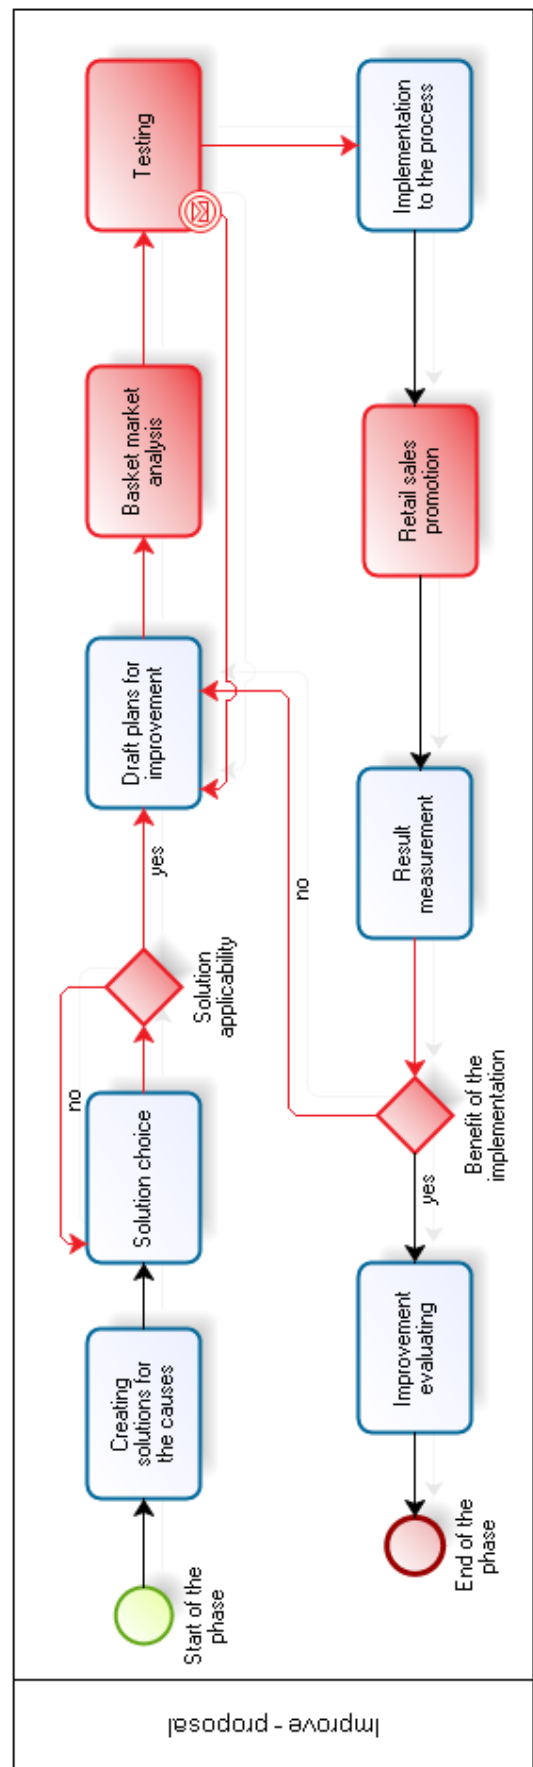 Improve - proposal
Start of the
phase
Creating
solutions for
the causes
Solution choice
no
Solution
applicability
yes
Draft plans for
improvement
Basket market
analysis
Testing
Implementation
to the process
Retail sales
promotion
Result
measurement
Benefit of the
implementation
no
yes
Improvement
evaluating
End of the
phase